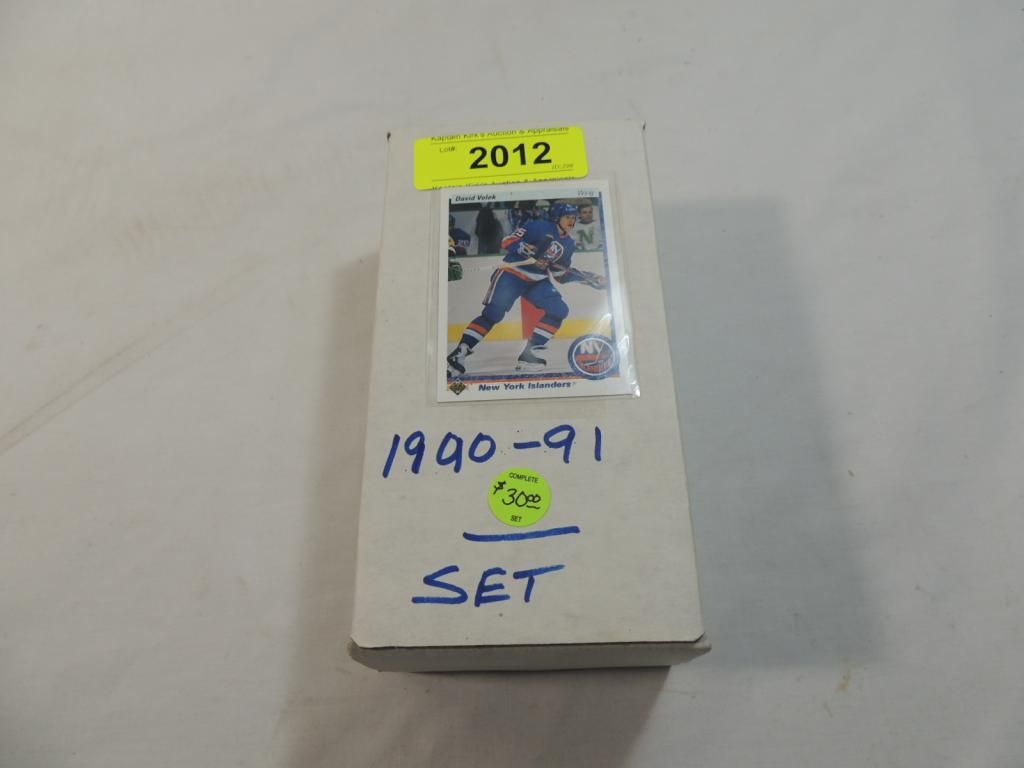 Kaptain Kirk's Auction & Appraisals
Lot#: 2012
David Volek Wing
NY
New York Islanders
1990-91
COMPLETE
$30.00
SET
SET